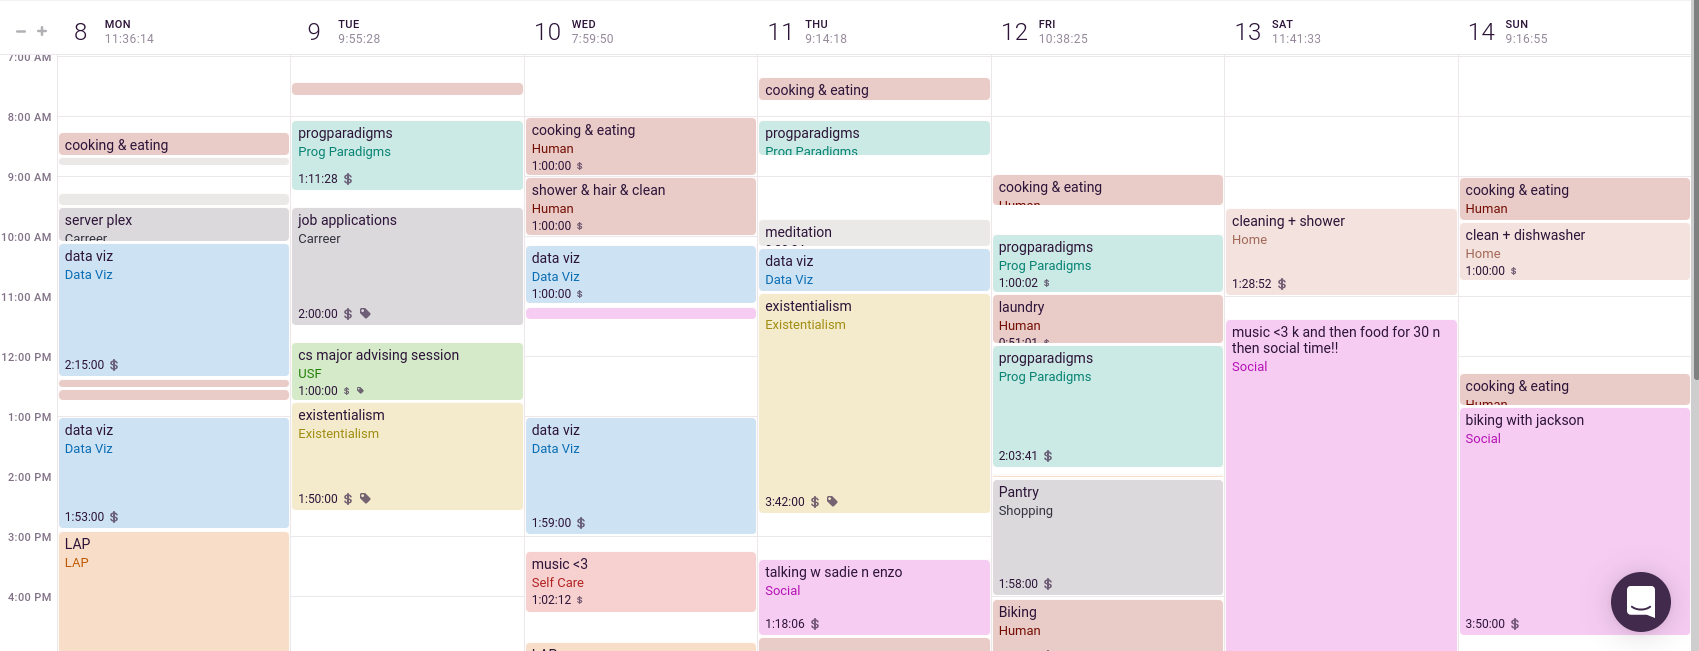 − +
8 MON
11:36:14
9 TUE
9:55:28
10 WED
7:59:50
11 THU
9:14:18
12 FRI
10:38:25
13 SAT
11:41:33
14 SUN
9:16:55
7:00 AM
8:00 AM
9:00 AM
10:00 AM
11:00 AM
12:00 PM
1:00 PM
2:00 PM
3:00 PM
4:00 PM
cooking & eating
server plex
Carreer
data viz
Data Viz
2:15:00 $
data viz
Data Viz
1:53:00 $
LAP
LAP
progparadigms
Prog Paradigms
1:11:28 $
job applications
Carreer
2:00:00 $
cs major advising session
USF
1:00:00 $
existentialism
Existentialism
1:50:00 $
cooking & eating
Human
1:00:00 $
shower & hair & clean
Human
1:00:00 $
data viz
Data Viz
1:00:00 $
data viz
Data Viz
1:59:00 $
music <3
Self Care
1:02:12 $
LAP
cooking & eating
progparadigms
Prog Paradigms
meditation
data viz
Data Viz
existentialism
Existentialism
3:42:00 $
talking w sadie n enzo
Social
1:18:06 $
cooking & eating
Human
progparadigms
Prog Paradigms
1:00:02 $
laundry
Human
0:51:01 $
progparadigms
Prog Paradigms
2:03:41 $
Pantry
Shopping
1:58:00 $
Biking
Human
cleaning + shower
Home
1:28:52 $
music <3 k and then food for 30 n
then social time!!
Social
cooking & eating
Human
clean + dishwasher
Home
1:00:00 $
cooking & eating
Human
biking with jackson
Social
3:50:00 $